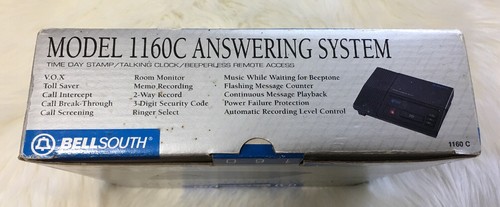 MODEL 1160C ANSWERING SYSTEM
TIME DAY STAMP/TALKING CLOCK/BEEPERLESS REMOTE ACCESS
V.O.X Room Monitor Music While Waiting for Beeptone
Toll Saver Memo Recording Flashing Message Counter
Call Intercept 2-Way Record Continuous Message Playback
Call Break-Through 3-Digit Security Code Power Failure Protection
Call Screening Ringer Select Automatic Recording Level Control
BELLSOUTH®
1160 C